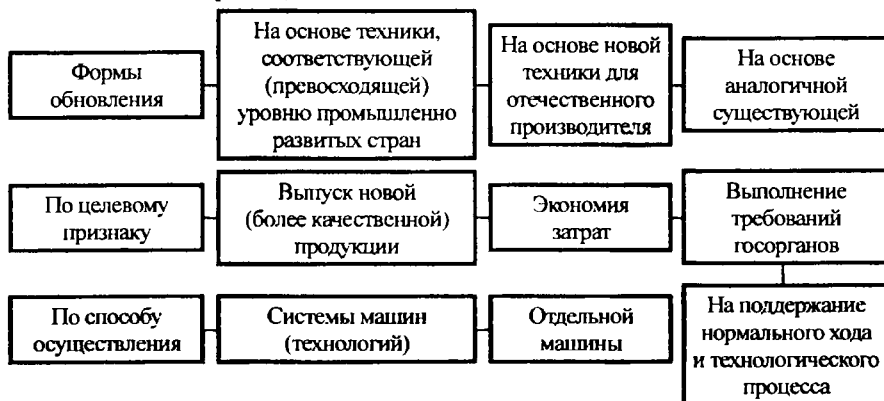 Формы
обновления
На основе техники,
соответствующей
(превосходящей)
уровню промышленно
развитых стран
На основе новой
техники для
отечественного
производителя
На основе
аналогичной
существующей
По целевому
признаку
Выпуск новой
(более качественной)
продукции
Экономия
затрат
Выполнение
требований
госорганов
По способу
осуществления
Системы машин
(технологий)
Отдельной
машины
На поддержание
нормального хода
и технологического
процесса